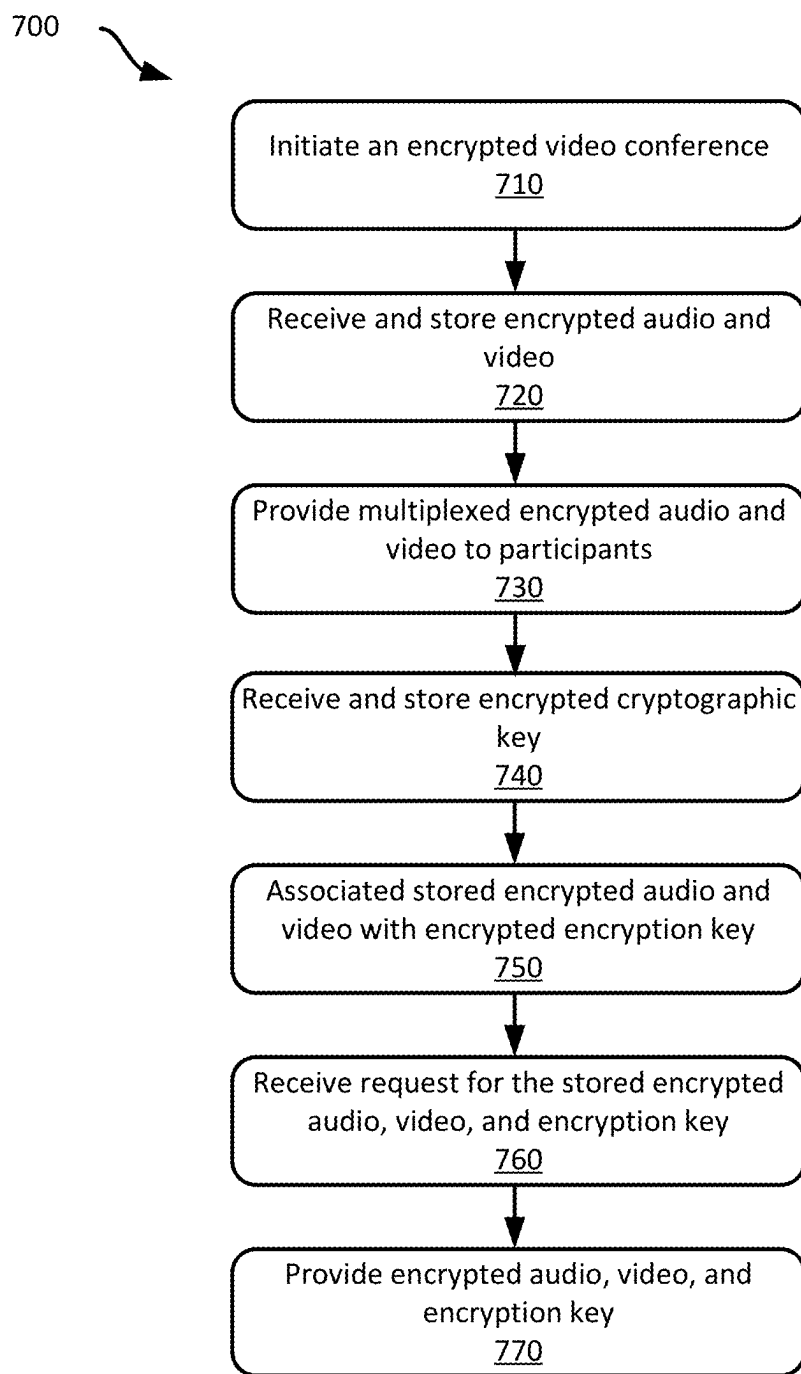 700
Initiate an encrypted video conference
710
Receive and store encrypted audio and
video
720
Provide multiplexed encrypted audio and
video to participants
730
Receive and store encrypted cryptographic
key
740
Associated stored encrypted audio and
video with encrypted encryption key
750
Receive request for the stored encrypted
audio, video, and encryption key
760
Provide encrypted audio, video, and
encryption key
770